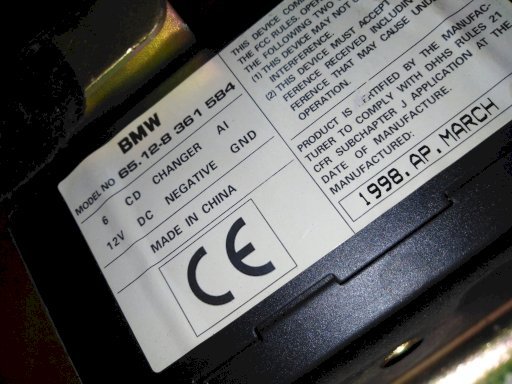 BMW
MODEL NO 65.12-8 361 584
6 CD CHANGER AI
12V DC NEGATIVE GND
MADE IN CHINA
CE
THIS DEVICE COM
THE FCC RULES. OPER
THE FOLLOWING TWO
(1) THIS DEVICE MAY NOT
INTERFERENCE.
(2) THIS DEVICE MUST ACCEPT
FERENCE RECEIVED INCLUDIN
FERENCE THAT MAY CAUSE UNDE
OPERATION.
PRODUCT IS CERTIFIED BY THE MANUFAC-
TURER TO COMPLY WITH DHHS RULES 21
CFR SUBCHAPTER J APPLICATION AT THE
DATE OF MANUFACTURE.
MANUFACTURED:
1998.AP.MARCH